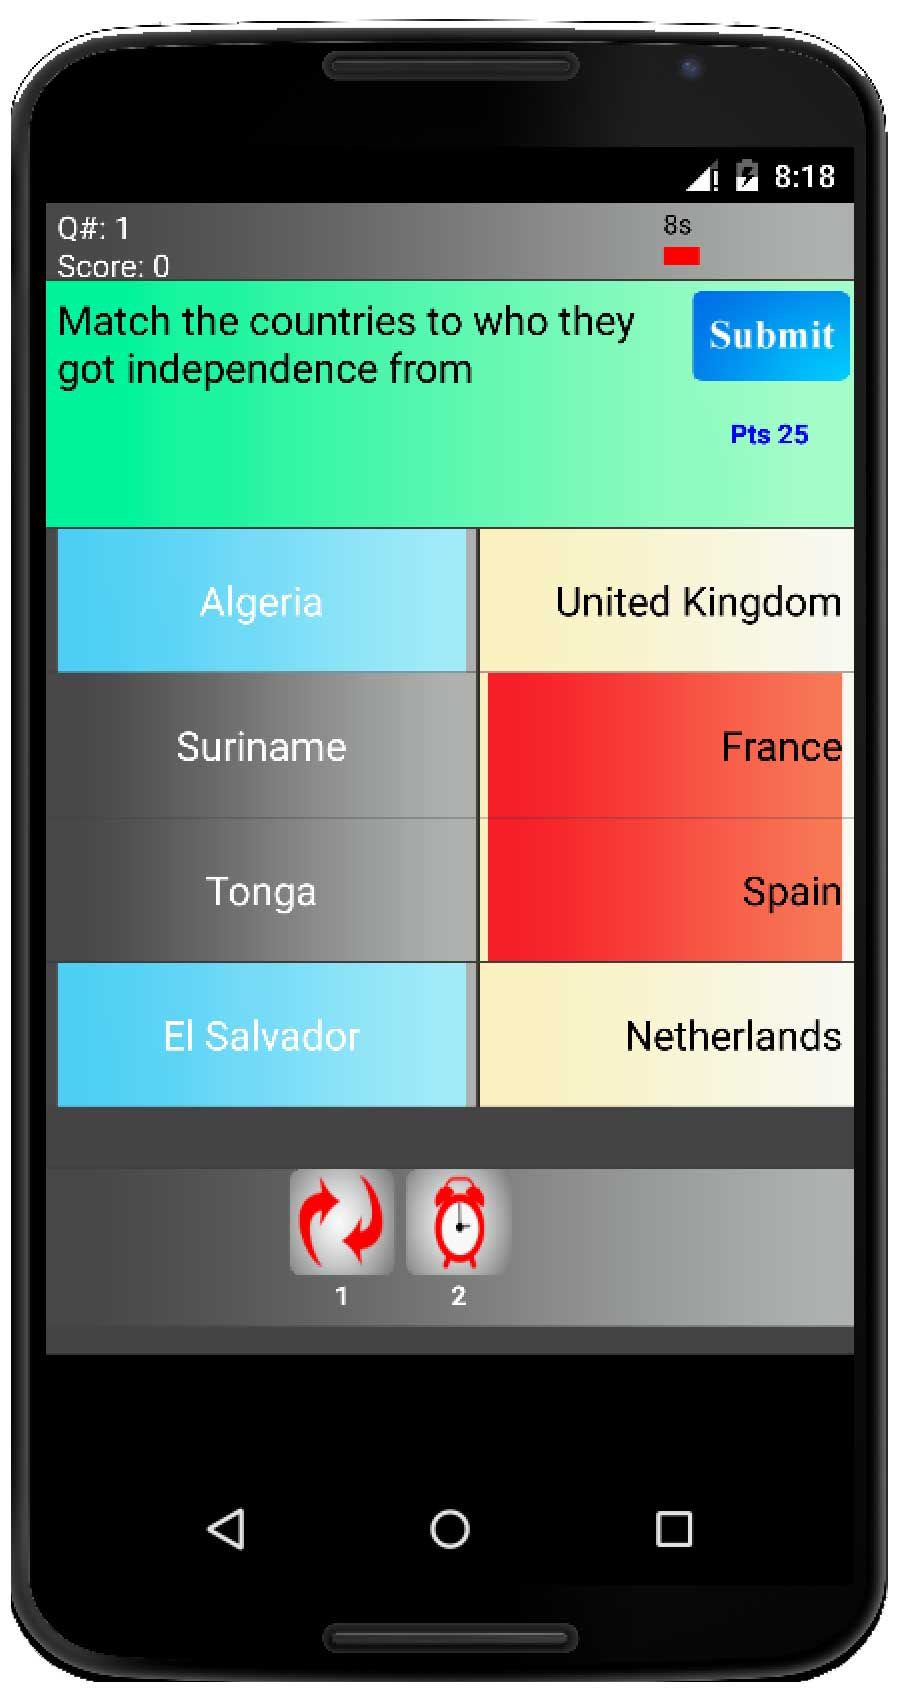 8:18
Q#: 1
8s
Score: 0
Match the countries to who they
got independence from
Submit
Pts 25
Algeria
United Kingdom
Suriname
France
Tonga
Spain
El Salvador
Netherlands
1
2